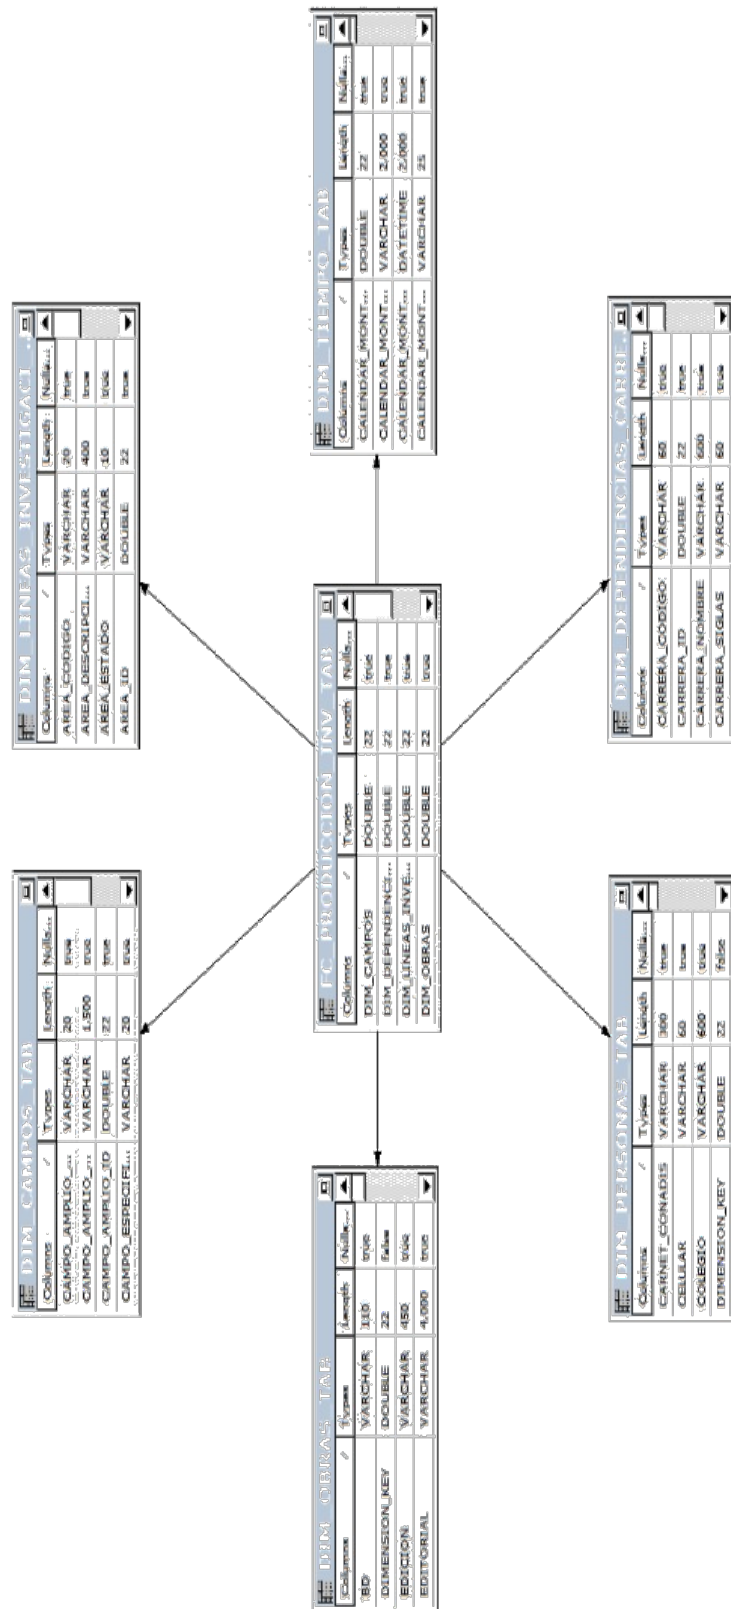 DIM_CAMPOS_TAB
Columns Types Length Nulla...
CAMPO_AMPLIO_... VARCHAR 20 true
CAMPO_AMPLIO_... VARCHAR 1,500 true
CAMPO_AMPLIO_ID DOUBLE 22 true
CAMPO_ESPECIFI... VARCHAR 20 true
DIM_LINEAS_INVESTIGACI...
Columns Types Length Nulla...
AREA_CODIGO VARCHAR 20 true
AREA_DESCRIPCI... VARCHAR 400 true
AREA_ESTADO VARCHAR 10 true
AREA_ID DOUBLE 22 true
DIM_OBRAS_TAB
Columns Types Length Nulla...
BD VARCHAR 110 true
DIMENSION_KEY DOUBLE 22 false
EDICION VARCHAR 450 true
EDITORIAL VARCHAR 4,000 true
FC_PRODUCCION_INV_TAB
Columns Types Length Nulla...
DIM_CAMPOS DOUBLE 22 true
DIM_DEPENDENCI... DOUBLE 22 true
DIM_LINEAS_INVE... DOUBLE 22 true
DIM_OBRAS DOUBLE 22 true
DIM_TIEMPO_TAB
Columns Types Length Nulla...
CALENDAR_MONT... DOUBLE 22 true
CALENDAR_MONT... VARCHAR 2,000 true
CALENDAR_MONT... DATETIME 2,000 true
CALENDAR_MONT... VARCHAR 25 true
DIM_PERSONAS_TAB
Columns Types Length Nulla...
CARNET_CONADIS VARCHAR 300 true
CELULAR VARCHAR 60 true
COLEGIO VARCHAR 600 true
DIMENSION_KEY DOUBLE 22 false
DIM_DEPENDENCIAS_CARRE...
Columns Types Length Nulla...
CARRERA_CODIGO VARCHAR 60 true
CARRERA_ID DOUBLE 22 true
CARRERA_NOMBRE VARCHAR 600 true
CARRERA_SIGLAS VARCHAR 60 true